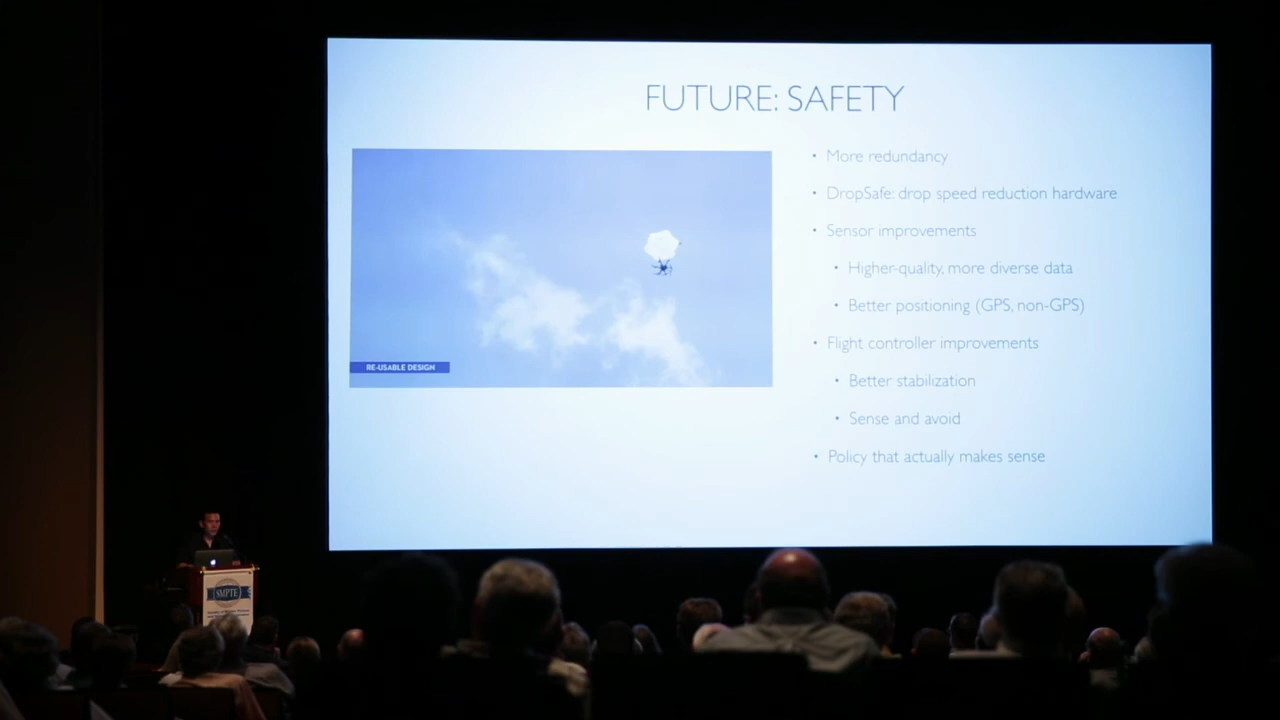 FUTURE: SAFETY
• More redundancy
• DropSafe: drop speed reduction hardware
• Sensor improvements
• Higher-quality, more diverse data
• Better positioning (GPS, non-GPS)
• Flight controller improvements
• Better stabilization
• Sense and avoid
• Policy that actually makes sense
RE-USABLE DESIGN
SMPTE